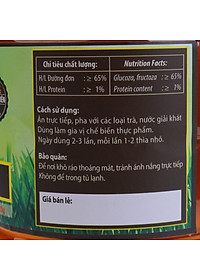 Chỉ tiêu chất lượng: Nutrition Facts:
H/L Đường đơn : ≥ 65% Glucoza, fructoza : ≥ 65%
H/L Protein : ≥ 1% Protein content : ≥ 1%
Cách sử dụng:
Ăn trực tiếp, pha với các loại trà, nước giải khát
Dùng làm gia vị chế biến thực phẩm.
Ngày dùng 2-3 lần, mỗi lần 1-2 thìa nhỏ.
Bảo quản:
Để nơi khô ráo thoáng mát, tránh ánh nắng trực tiếp
Không để trong tủ lạnh.
Giá bán lẻ: